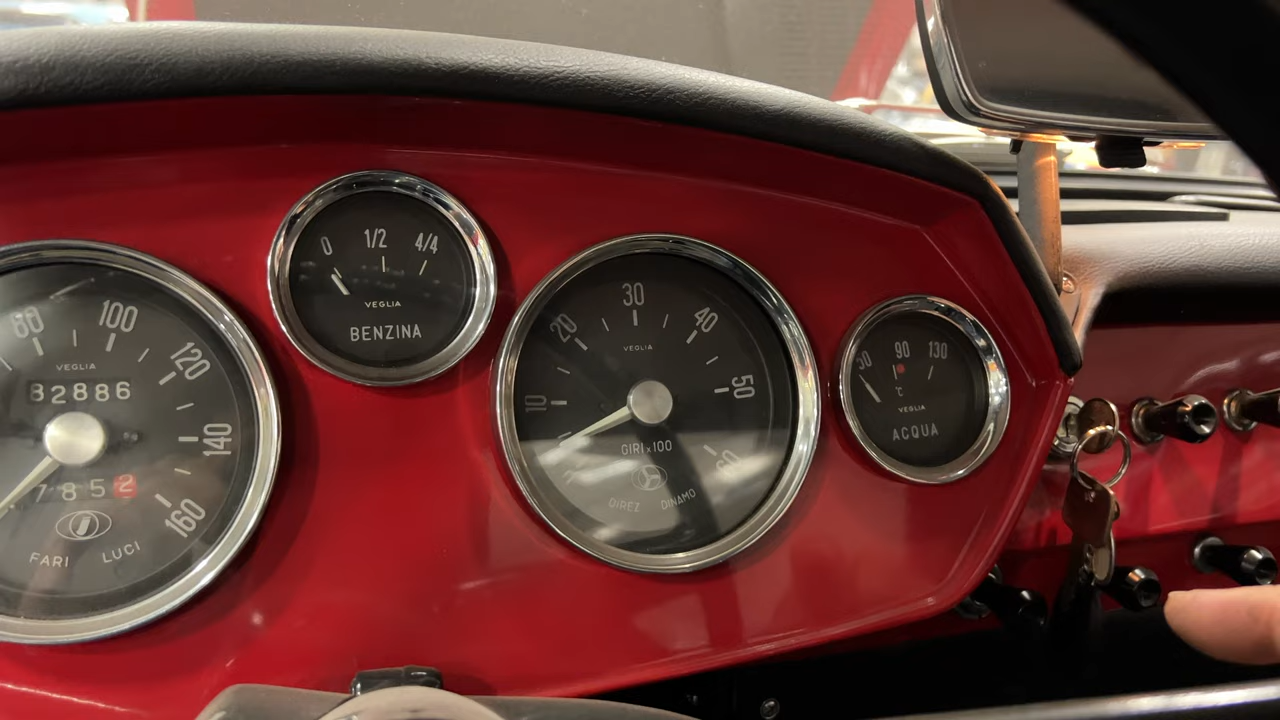 80
100
120
140
160
VEGLIA
82886
7852
FARI LUCI
0 1/2 4/4
VEGLIA
BENZINA
10
20
30
40
50
60
VEGLIA
GIRI x 100
DIREZ DINAMO
30 90 130
°C
VEGLIA
ACQUA